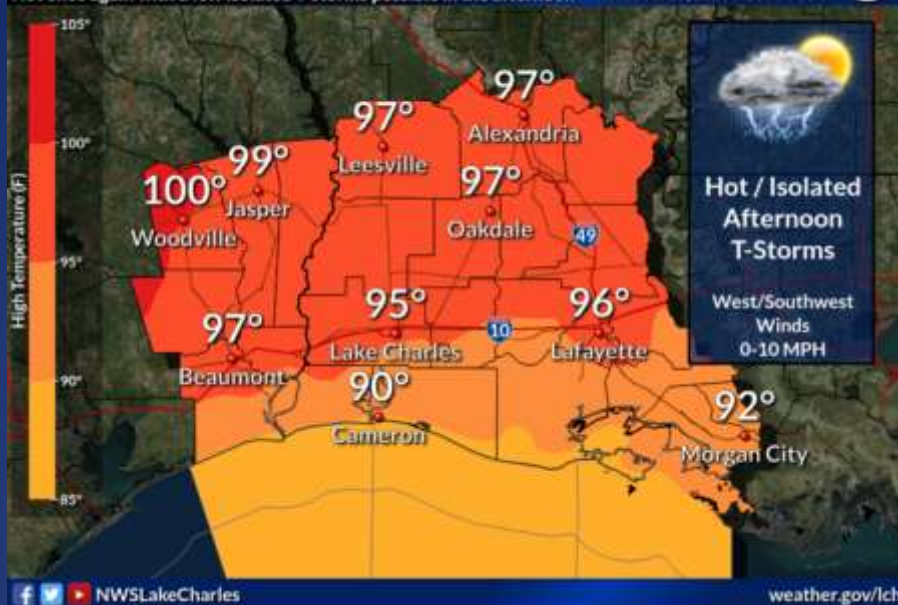 105°
100°
95°
90°
85°
High Temperature (F)
97°
Alexandria
97°
Leesville
99°
Jasper
100°
Woodville
97°
Oakdale
49
97°
Beaumont
95°
Lake Charles
10
96°
Lafayette
90°
Cameron
92°
Morgan City
Hot / Isolated
Afternoon
T-Storms
West/Southwest
Winds
0-10 MPH
NWSLakeCharles
weather.gov/lch